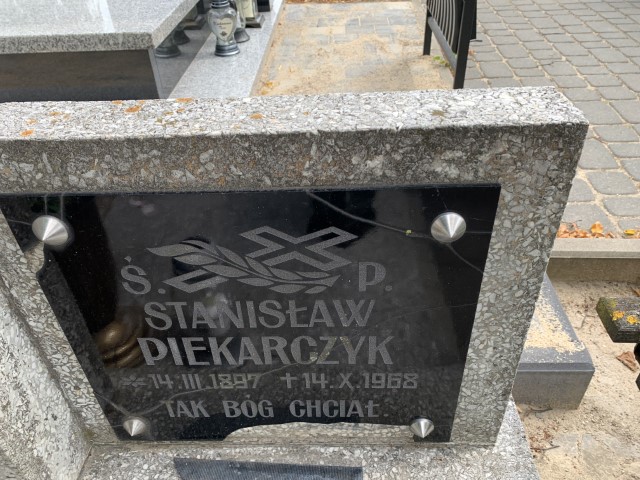 Ś. P.
STANISŁAW
PIEKARCZYK
* 14.III.1897 + 14.X.1968
TAK BÓG CHCIAŁ.